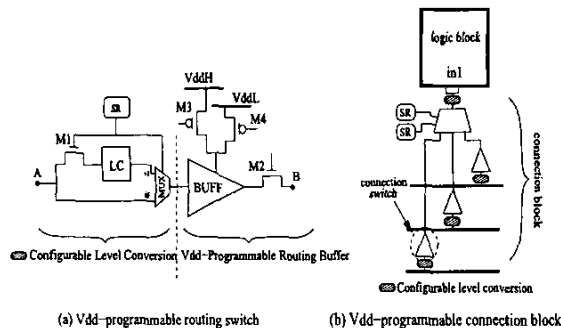 SR
VddH
M3
VddL
M4
M1
LC
A
MUX
BUFF
M2
B
Configurable Level Conversion
Vdd-Programmable Routing Buffer
(a) Vdd-programmable routing switch
logic block
in1
SR
SR
connection
switch
connection block
Configurable level conversion
(b) Vdd-programmable connection block